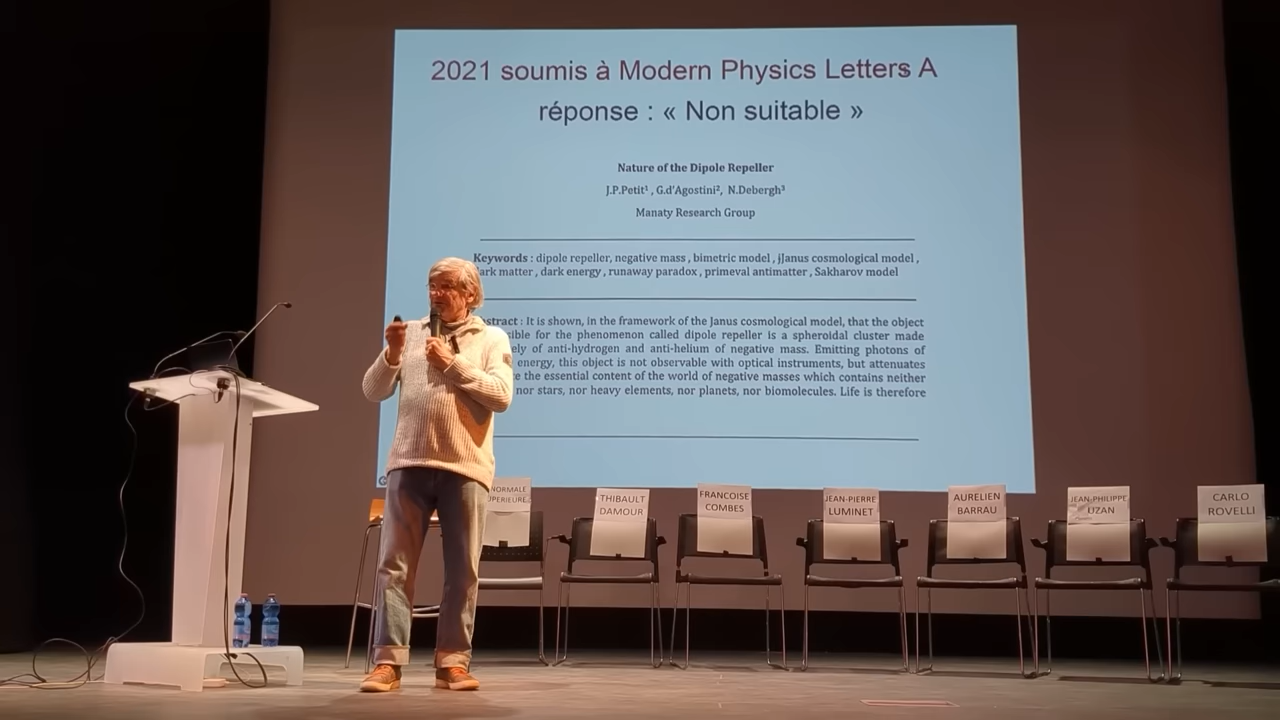 2021 soumis à Modern Physics Letters A
réponse : « Non suitable »
Nature of the Dipole Repeller
J.P.Petit¹ , G.d'Agostini², N.Debergh³
Manaty Research Group
Keywords : dipole repeller, negative mass , bimetric model , jJanus cosmological model ,
ark matter , dark energy , runaway paradox , primeval antimatter , Sakharov model
stract : It is shown, in the framework of the Janus cosmological model, that the object
sible for the phenomenon called dipole repeller is a spheroidal cluster made
ely of anti-hydrogen and anti-helium of negative mass. Emitting photons of
energy, this object is not observable with optical instruments, but attenuates
e the essential content of the world of negative masses which contains neither
nor stars, nor heavy elements, nor planets, nor biomolecules. Life is therefore
NORMALE
UPERIEURE
THIBAULT
DAMOUR
FRANCOISE
COMBES
JEAN-PIERRE
LUMINET
AURÉLIEN
BARRAU
JEAN-PHILIPPE
UZAN
CARLO
ROVELLI